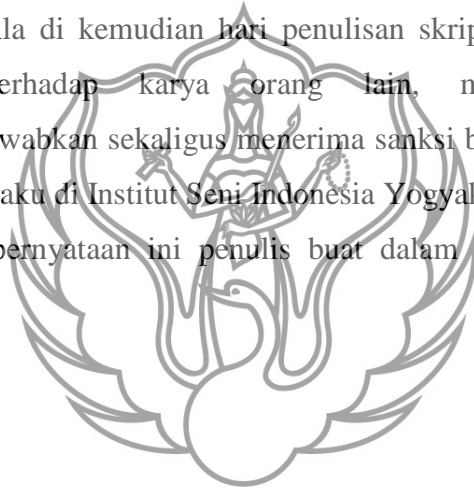 ila di kemudian hari penulisan skrip
erhadap karya orang lain, m
wabkan sekaligus menerima sanksi b
aku di Institut Seni Indonesia Yogyal
pernyataan ini penulis buat dalam